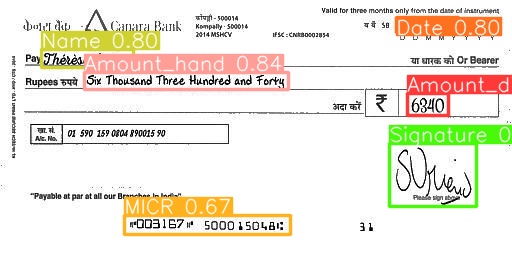 Valid for three months only from the date of instrument
Canara Bank
कोंपल्ली - 500014
Kompally - 500014
2014 MSHCV
IFSC : CNRB0002854
Date 0.80
D D M M Y Y Y Y
Name 0.80
Pay Thérès
या धारक को Or Bearer
Amount_hand 0.84
Rupees रुपये Six Thousand Three Hundred and Forty
Amount_d
अदा करें ₹ 6340
खा. सं.
A/c. No. 01 590 159 0804 890015 90
Signature 0
Please sign above
"Payable at par at all our Branches in India"
MICR 0.67
⑈003167⑈ 500015048⑆ 31